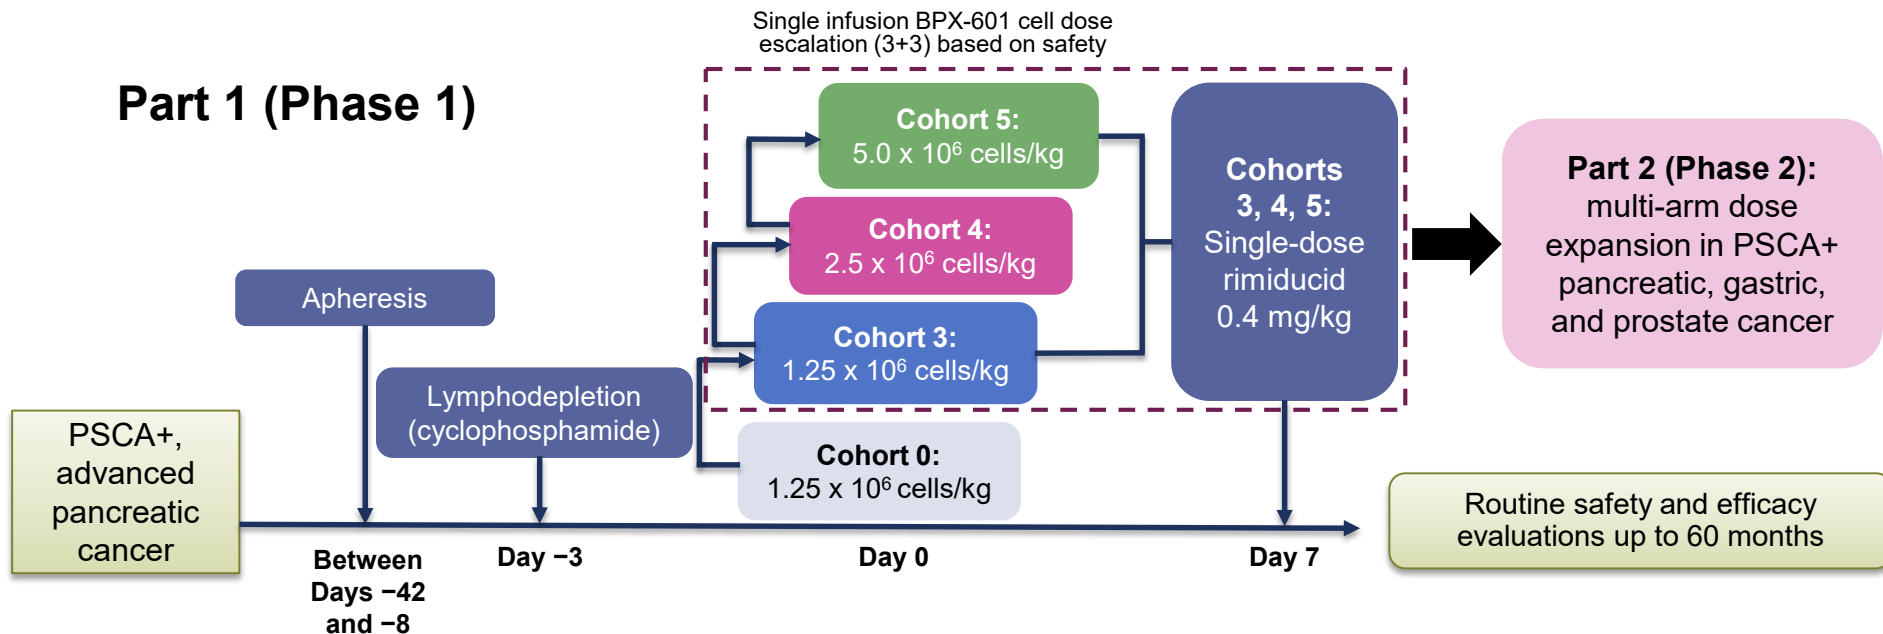 Single infusion BPX-601 cell dose
escalation (3+3) based on safety
Part 1 (Phase 1)
Cohort 5:
5.0 x 10⁶ cells/kg
Cohort 4:
2.5 x 10⁶ cells/kg
Cohort 3:
1.25 x 10⁶ cells/kg
Cohort 0:
1.25 x 10⁶ cells/kg
Cohorts
3, 4, 5:
Single-dose
rimiducid
0.4 mg/kg
Part 2 (Phase 2):
multi-arm dose
expansion in PSCA+
pancreatic, gastric,
and prostate cancer
Apheresis
Lymphodepletion
(cyclophosphamide)
PSCA+,
advanced
pancreatic
cancer
Between
Days −42
and −8
Day −3
Day 0
Day 7
Routine safety and efficacy
evaluations up to 60 months